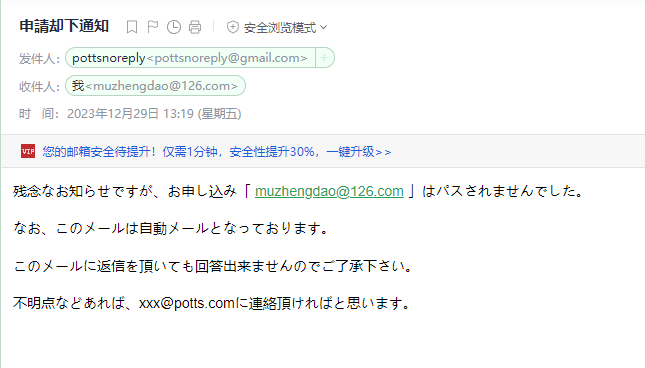 申請却下通知 安全浏览模式
发件人： pottsnoreply<pottsnoreply@gmail.com> +
收件人： 我<muzhengdao@126.com>
时 间： 2023年12月29日 13:19 (星期五)
VIP 您的邮箱安全待提升！仅需1分钟，安全性提升30%，一键升级>>
残念なお知らせですが、お申し込み「 muzhengdao@126.com 」はパスされませんでした。
なお、このメールは自動メールとなっております。
このメールに返信を頂いても回答出来ませんのでご了承下さい。
不明点などあれば、xxx@potts.comに連絡頂ければと思います。